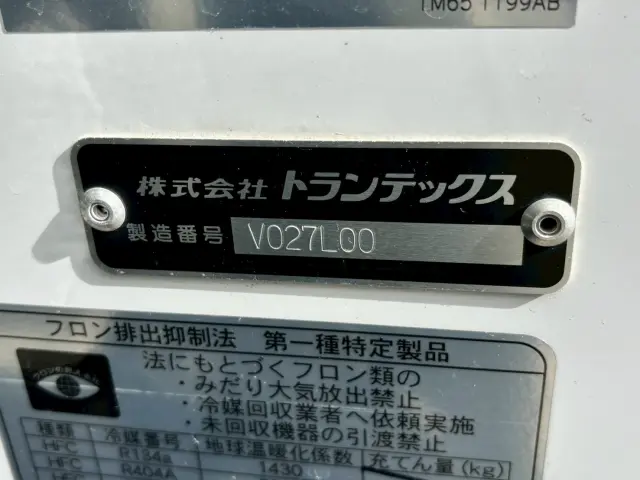 TM65 1199AB
株式会社 トランテックス
製造番号 V027L00
フロン排出抑制法 第一種特定製品
法にもとづくフロン類の
・みだり大気放出禁止
・冷媒回収業者へ依頼実施
・未回収機器の引渡禁止
種類 冷媒番号 地球温暖化係数 充てん量(kg)
HFC R134a 1430
HFC R404A